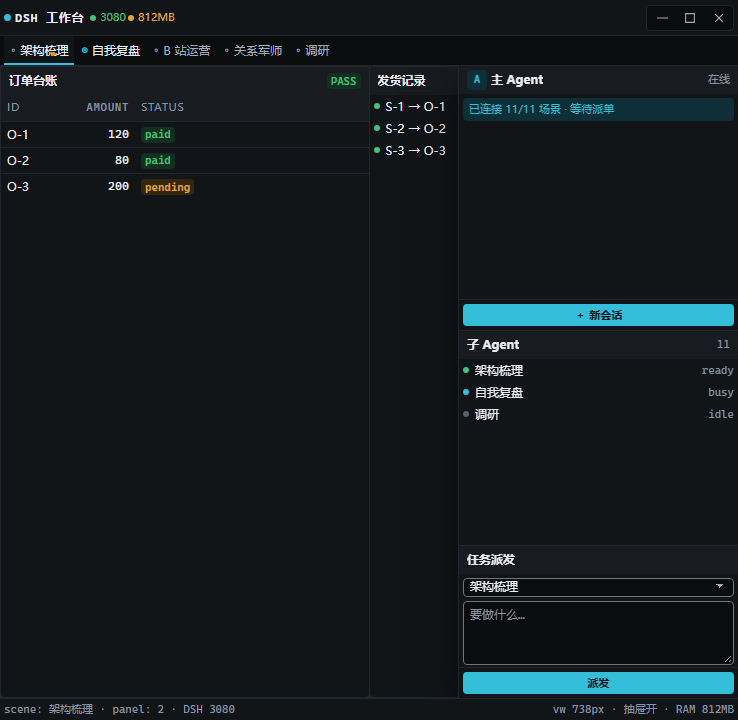 DSH 工作台 3080 812MB
架构梳理 自我复盘 B 站运营 关系军师 调研
订单台账 PASS
ID AMOUNT STATUS
O-1 120 paid
O-2 80 paid
O-3 200 pending
发货记录
S-1 → O-1
S-2 → O-2
S-3 → O-3
A 主 Agent 在线
已连接 11/11 场景 · 等待派单
+ 新会话
子 Agent 11
架构梳理 ready
自我复盘 busy
调研 idle
任务派发
架构梳理
要做什么…
派发
scene: 架构梳理 · panel: 2 · DSH 3080
vw 738px · 抽屉开 · RAM 812MB